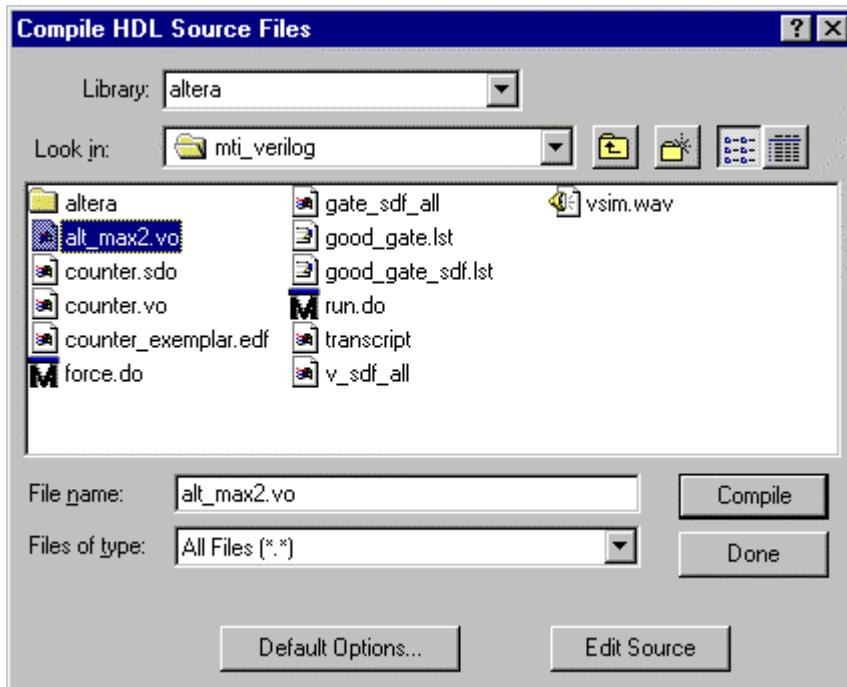 Compile HDL Source Files
Library: altera
Look in: mti_verilog
altera gate_sdf_all vsim.wav
alt_max2.vo good_gate.lst
counter.sdo good_gate_sdf.lst
counter.vo run.do
counter_exemplar.edf transcript
force.do v_sdf_all
File name: alt_max2.vo Compile
Files of type: All Files (*.*) Done
Default Options... Edit Source